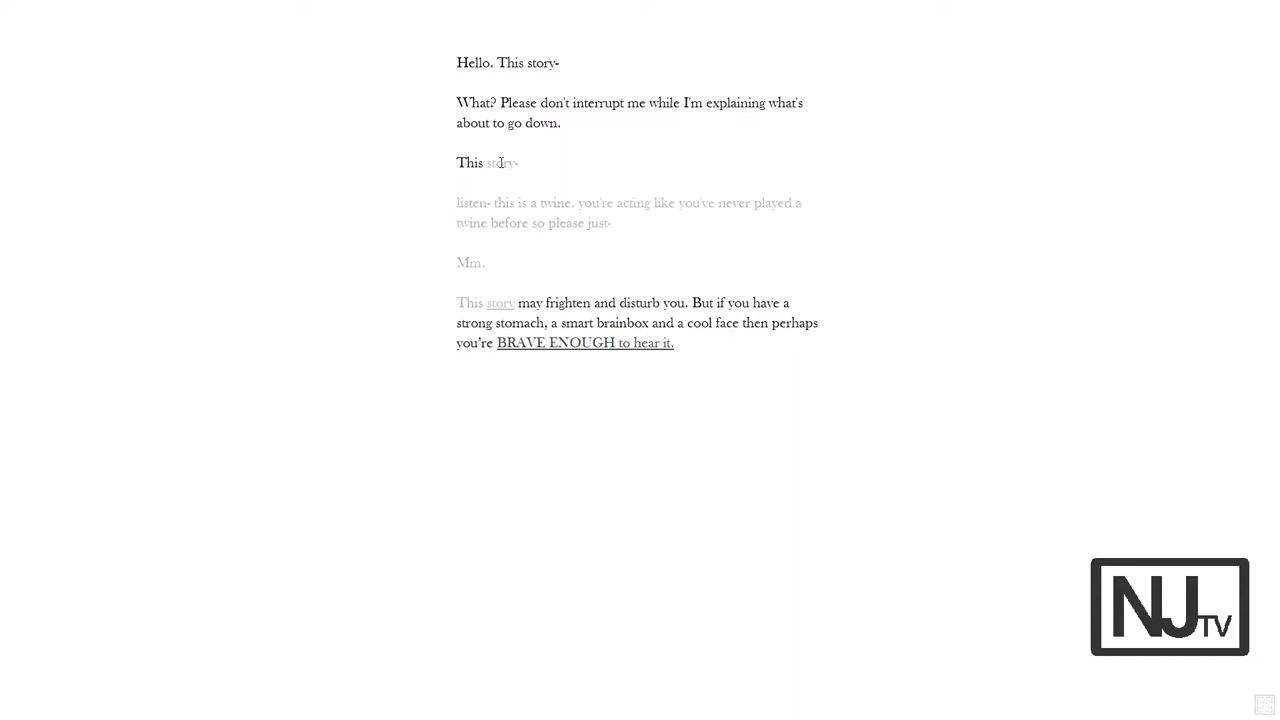 Hello. This story-
What? Please don't interrupt me while I'm explaining what's
about to go down.
This story-
listen- this is a twine. you're acting like you've never played a
twine before so please just-
Mm.
This story may frighten and disturb you. But if you have a
strong stomach, a smart brainbox and a cool face then perhaps
you’re BRAVE ENOUGH to hear it.
NJTV